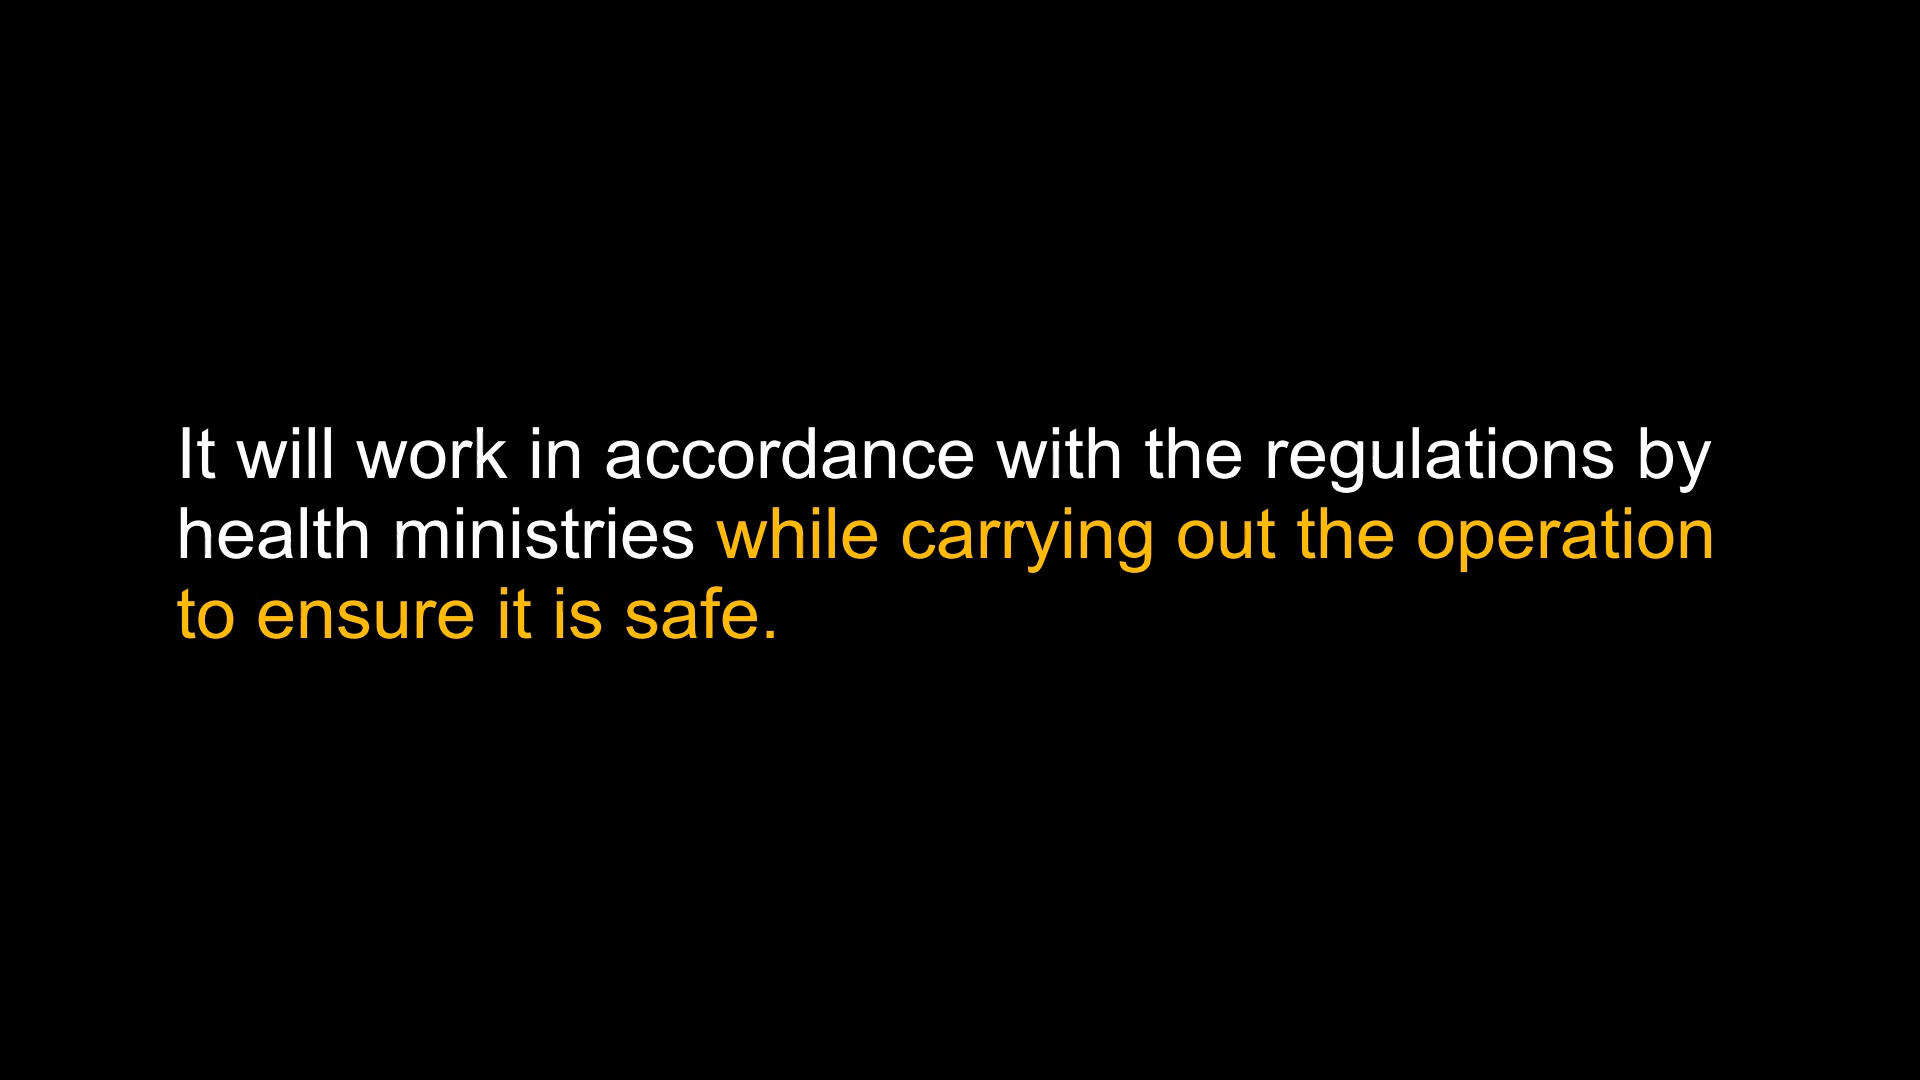 It will work in accordance with the regulations by
health ministries while carrying out the operation
to ensure it is safe.